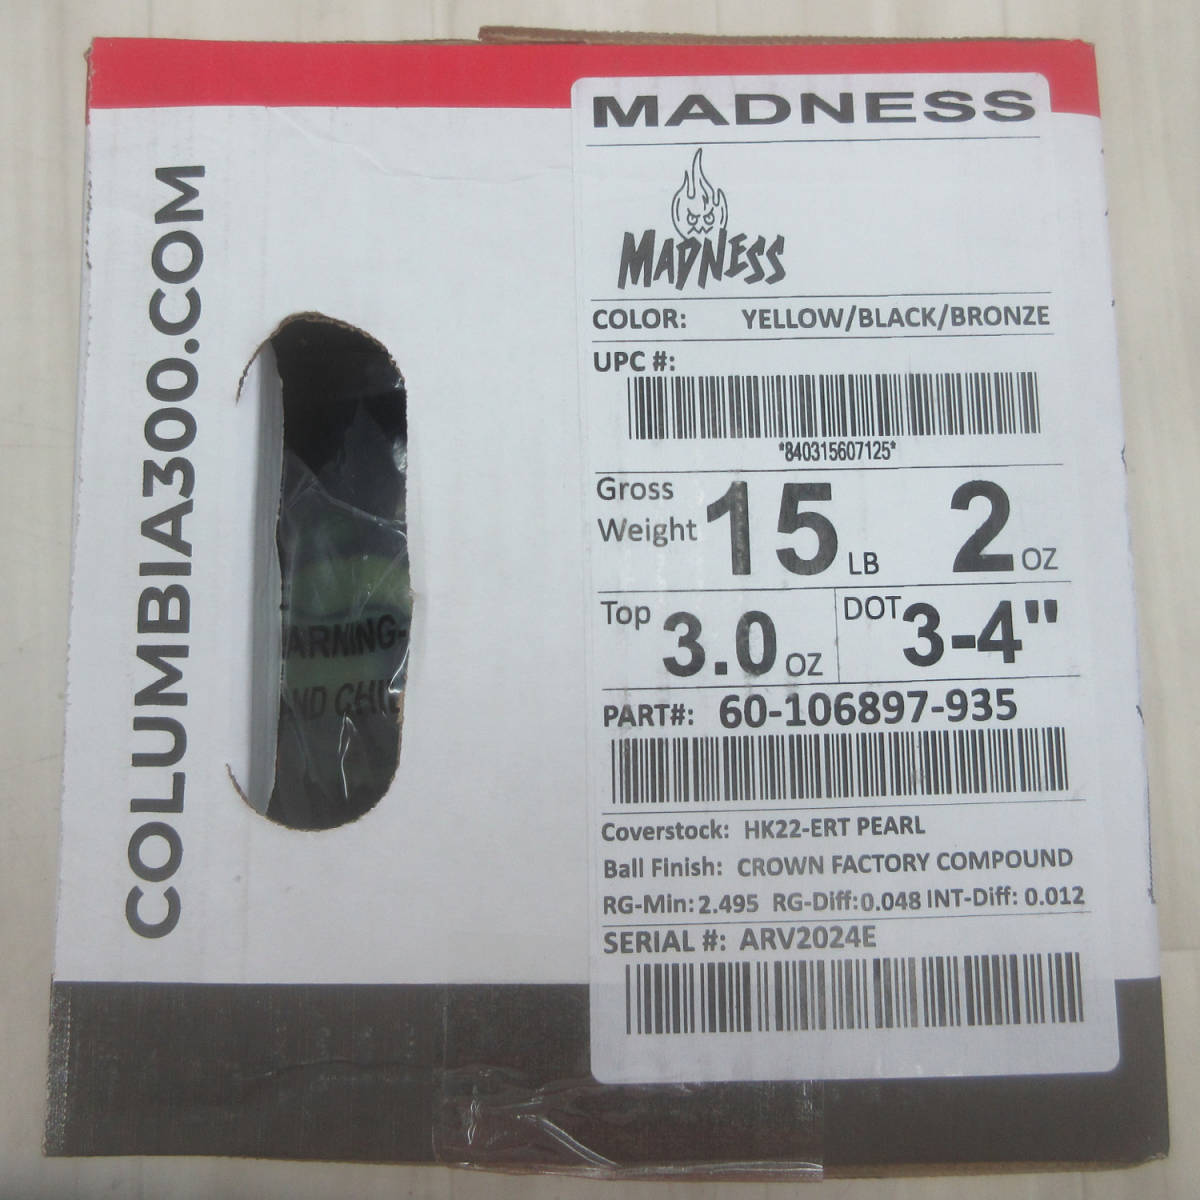 COLUMBIA300.COM
MADNESS
MADNESS
COLOR: YELLOW/BLACK/BRONZE
UPC #:
*840315607125*
Gross Weight 15 LB 2 OZ
Top 3.0 OZ DOT 3-4"
PART#: 60-106897-935
Coverstock: HK22-ERT PEARL
Ball Finish: CROWN FACTORY COMPOUND
RG-Min: 2.495 RG-Diff: 0.048 INT-Diff: 0.012
SERIAL #: ARV2024E